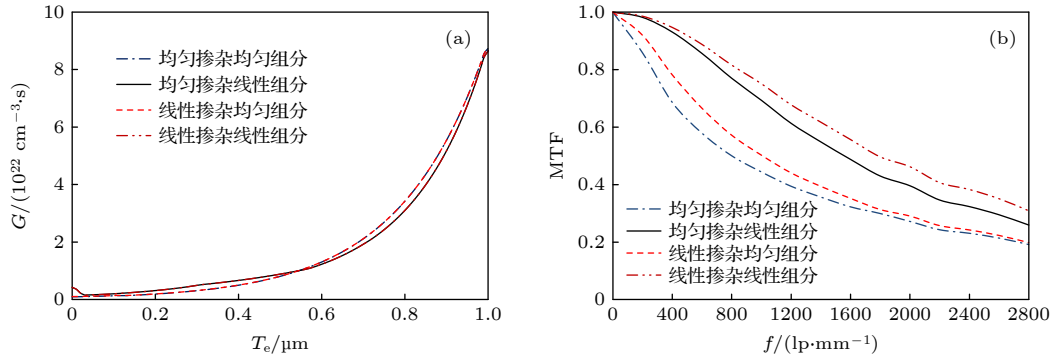 (a)
10
8
6
4
2
0
G/(10²² cm⁻³·s)
均匀掺杂均匀组分
均匀掺杂线性组分
线性掺杂均匀组分
线性掺杂线性组分
0 0.2 0.4 0.6 0.8 1.0
Tₑ/µm
(b)
1.0
0.8
0.6
0.4
0.2
0
MTF
均匀掺杂均匀组分
均匀掺杂线性组分
线性掺杂均匀组分
线性掺杂线性组分
0 400 800 1200 1600 2000 2400 2800
f/(lp·mm⁻¹)